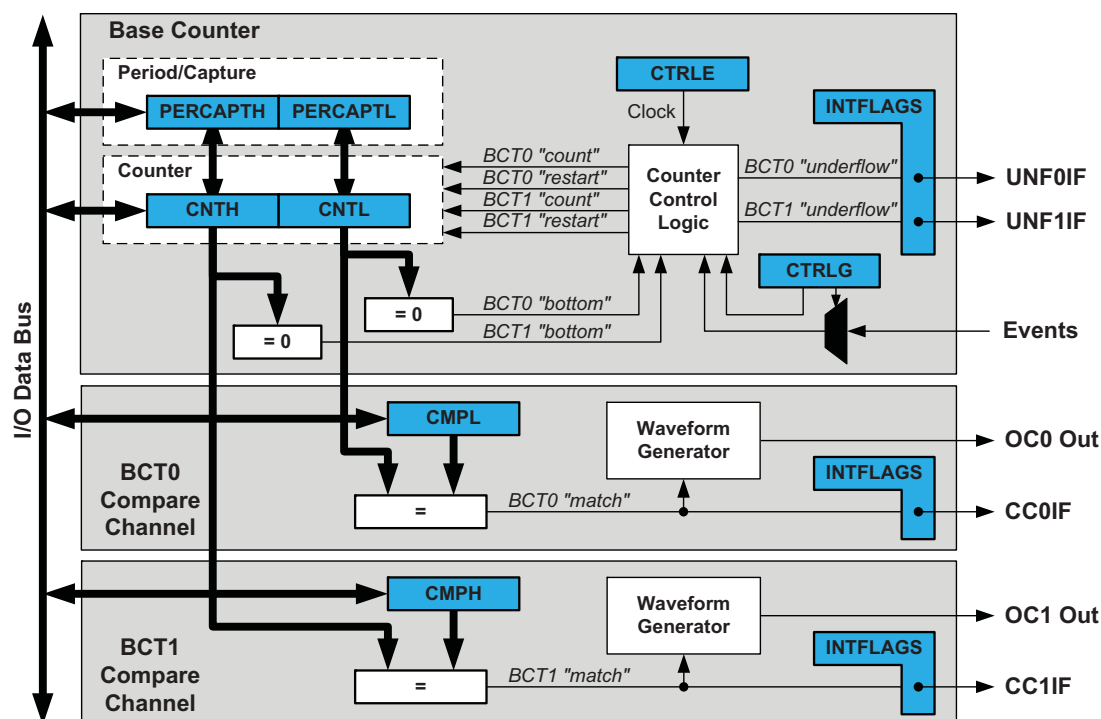 Base Counter
Period/Capture
PERCAPTH PERCAPTL
Counter
CNTH CNTL
CTRLE
Clock
INTFLAGS
BCT0 "count"
BCT0 "restart"
BCT1 "count"
BCT1 "restart"
Counter
Control
Logic
BCT0 "underflow"
BCT1 "underflow"
UNF0IF
UNF1IF
CTRLG
= 0
= 0
BCT0 "bottom"
BCT1 "bottom"
Events
I/O Data Bus
BCT0
Compare
Channel
CMPL
=
BCT0 "match"
Waveform
Generator
INTFLAGS
OC0 Out
CC0IF
BCT1
Compare
Channel
CMPH
=
BCT1 "match"
Waveform
Generator
INTFLAGS
OC1 Out
CC1IF